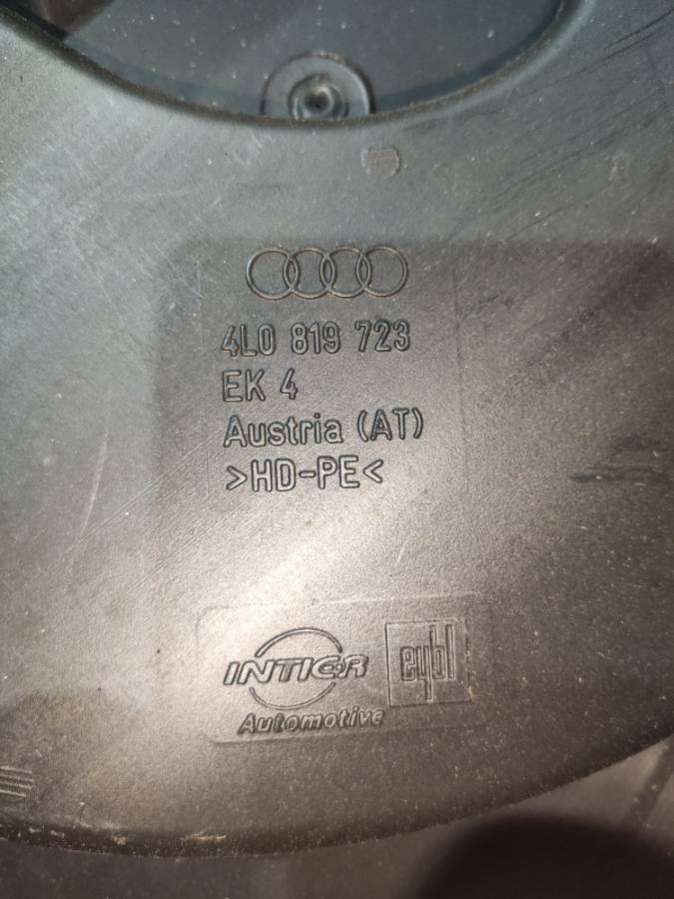 4L0 819 723
EK 4
Austria (AT)
>HD-PE<
INTIER
Automotive
eybl